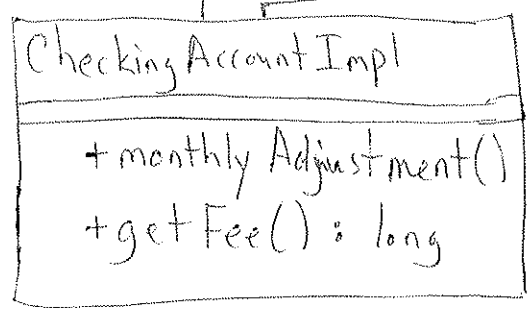 CheckingAccountImpl
+monthlyAdjustment()
+getFee() : long